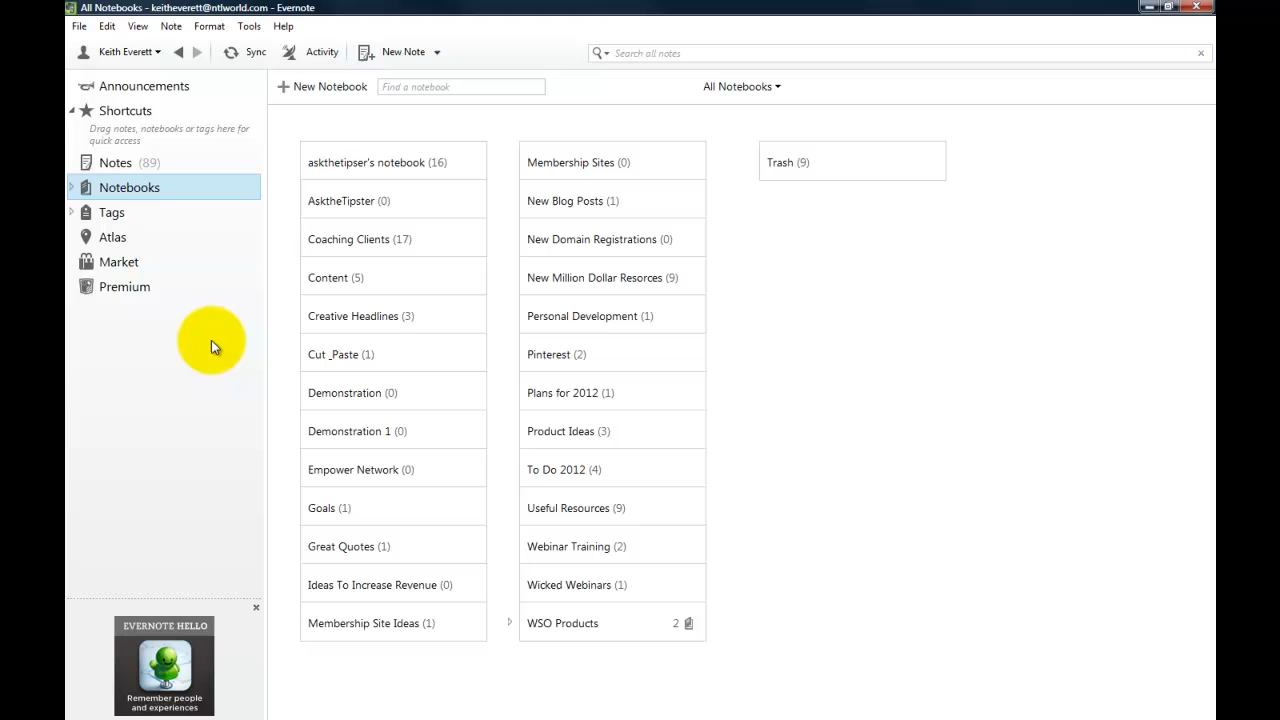 All Notebooks - keitheverett@ntlworld.com - Evernote
File Edit View Note Format Tools Help
Keith Everett Sync Activity New Note Search all notes
Announcements
Shortcuts
Drag notes, notebooks or tags here for
quick access
Notes (89)
Notebooks
Tags
Atlas
Market
Premium
New Notebook Find a notebook All Notebooks
askthetipser's notebook (16)
AsktheTipster (0)
Coaching Clients (17)
Content (5)
Creative Headlines (3)
Cut _Paste (1)
Demonstration (0)
Demonstration 1 (0)
Empower Network (0)
Goals (1)
Great Quotes (1)
Ideas To Increase Revenue (0)
Membership Site Ideas (1)
Membership Sites (0)
New Blog Posts (1)
New Domain Registrations (0)
New Million Dollar Resorces (9)
Personal Development (1)
Pinterest (2)
Plans for 2012 (1)
Product Ideas (3)
To Do 2012 (4)
Useful Resources (9)
Webinar Training (2)
Wicked Webinars (1)
WSO Products 2
Trash (9)
EVERNOTE HELLO
Remember people
and experiences